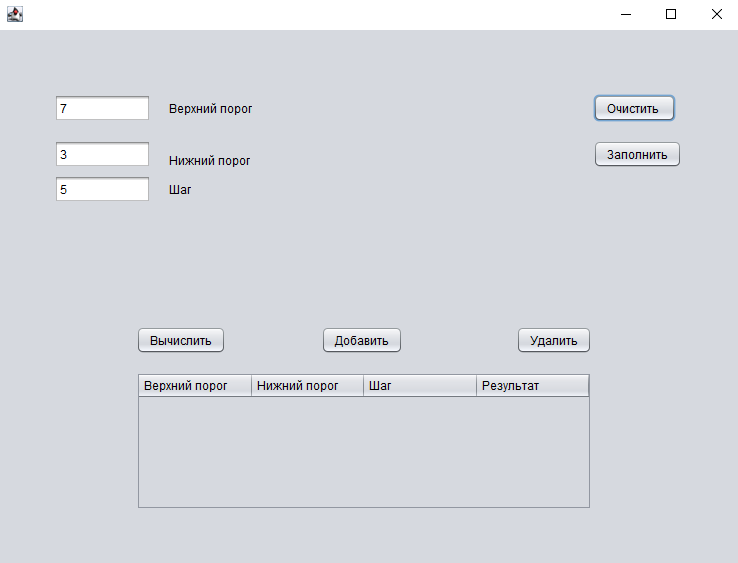 7 Верхний порог Очистить
3 Нижний порог Заполнить
5 Шаг
Вычислить Добавить Удалить
Верхний порог Нижний порог Шаг Результат